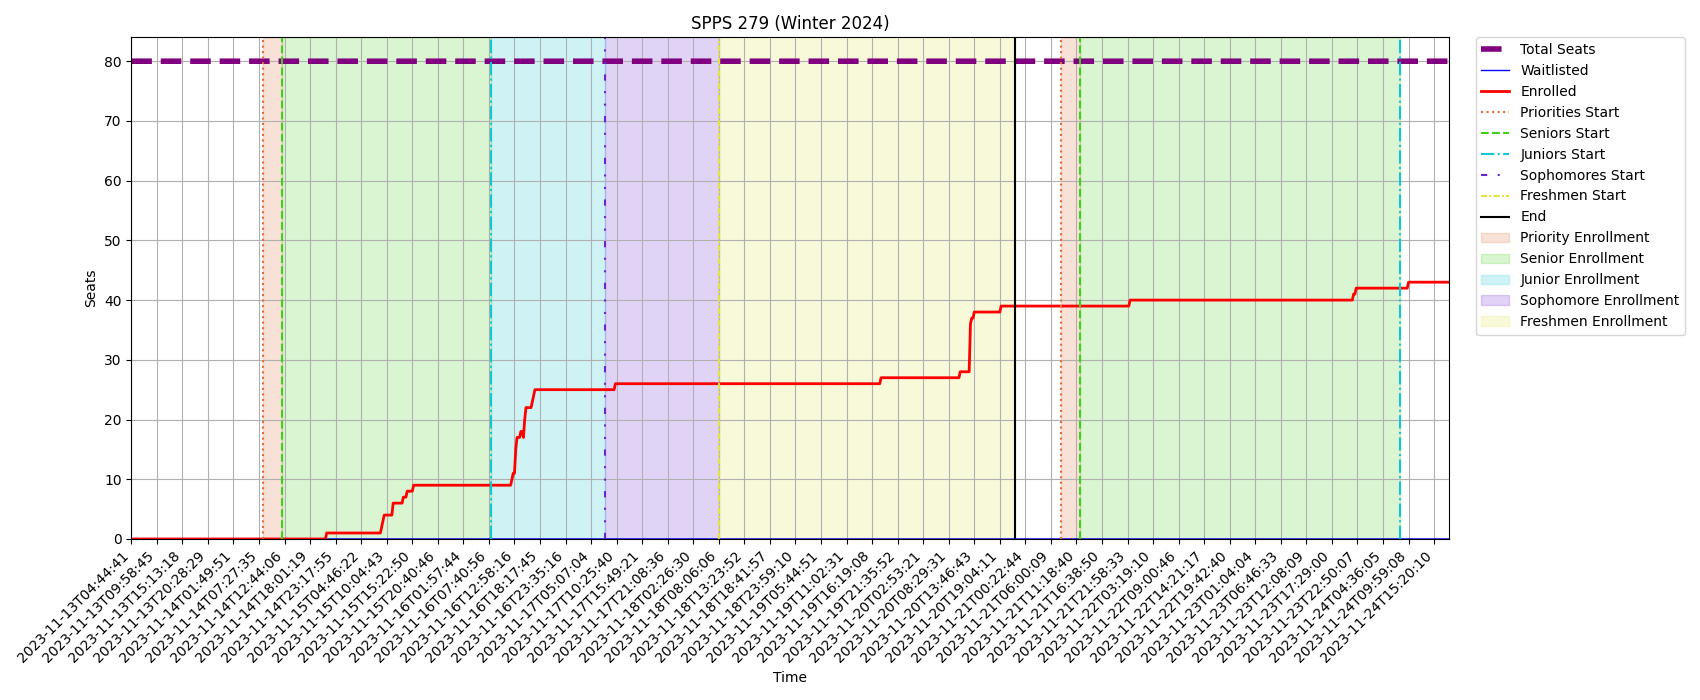 SPPS 279 (Winter 2024)
Seats
80
70
60
50
40
30
20
10
0
2023-11-13T04:44:41
2023-11-13T09:58:45
2023-11-13T15:13:18
2023-11-13T20:28:29
2023-11-14T01:49:51
2023-11-14T07:27:35
2023-11-14T12:44:06
2023-11-14T18:01:19
2023-11-14T23:17:55
2023-11-15T04:46:22
2023-11-15T10:04:43
2023-11-15T15:22:50
2023-11-15T20:40:46
2023-11-16T01:57:44
2023-11-16T07:40:56
2023-11-16T12:58:16
2023-11-16T18:17:45
2023-11-16T23:35:16
2023-11-17T05:07:04
2023-11-17T10:25:40
2023-11-17T15:49:21
2023-11-17T21:08:36
2023-11-18T02:26:30
2023-11-18T08:06:06
2023-11-18T13:23:52
2023-11-18T18:41:57
2023-11-18T23:59:10
2023-11-19T05:44:51
2023-11-19T11:02:31
2023-11-19T16:19:08
2023-11-19T21:35:52
2023-11-20T02:53:21
2023-11-20T08:29:31
2023-11-20T13:46:43
2023-11-20T19:04:11
2023-11-21T00:22:44
2023-11-21T06:00:09
2023-11-21T11:18:40
2023-11-21T16:38:50
2023-11-21T21:58:33
2023-11-22T03:19:10
2023-11-22T09:00:46
2023-11-22T14:21:17
2023-11-22T19:42:40
2023-11-23T01:04:04
2023-11-23T06:46:33
2023-11-23T12:08:09
2023-11-23T17:29:00
2023-11-23T22:50:07
2023-11-24T04:36:05
2023-11-24T09:59:08
2023-11-24T15:20:10
Time
Total Seats
Waitlisted
Enrolled
Priorities Start
Seniors Start
Juniors Start
Sophomores Start
Freshmen Start
End
Priority Enrollment
Senior Enrollment
Junior Enrollment
Sophomore Enrollment
Freshmen Enrollment